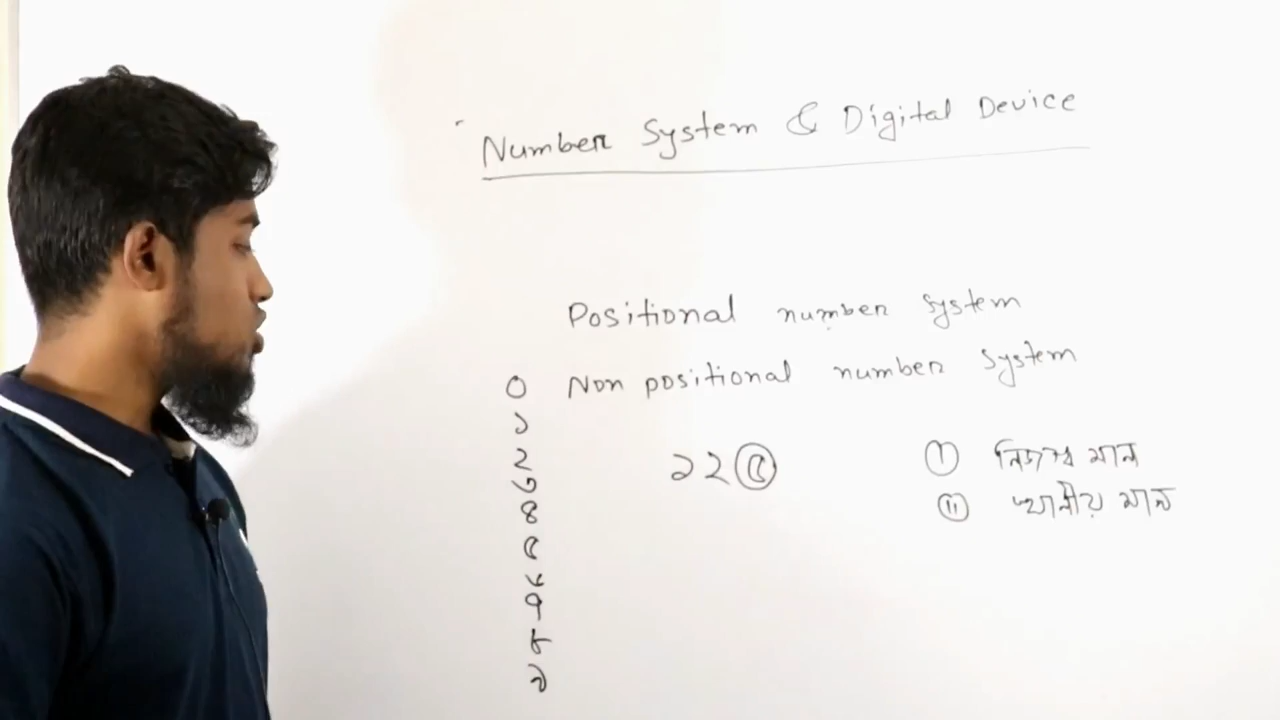 Number System & Digital Device
Positional number system
Non positional number system
০
১
২
৩
৪
৫
৬
৭
৮
৯
১২৫
i নিজস্ব মান
ii স্থানীয় মান